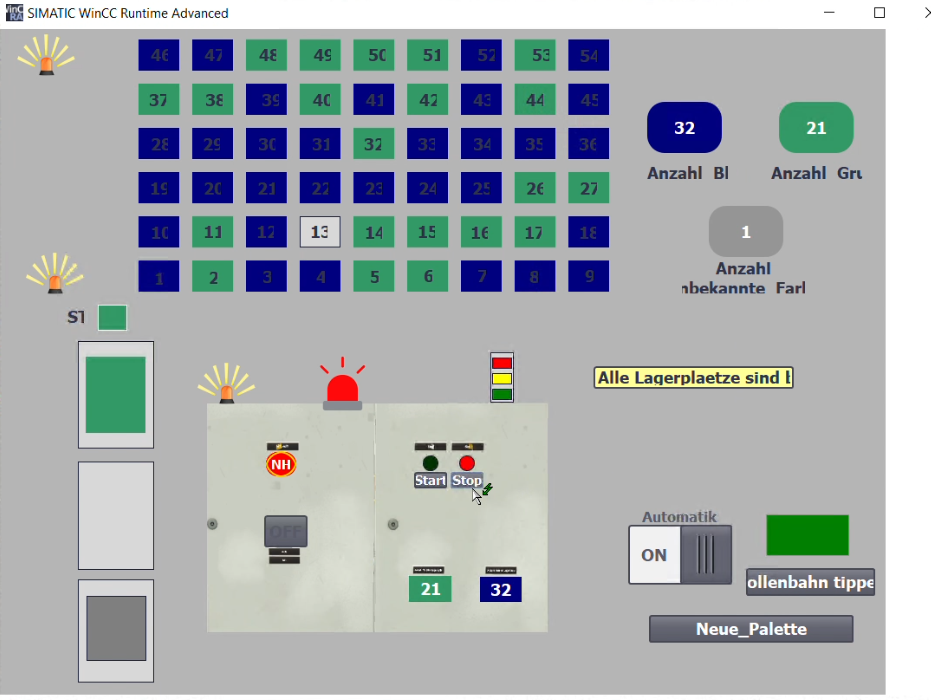 SIMATIC WinCC Runtime Advanced
46 47 48 49 50 51 52 53 54
37 38 39 40 41 42 43 44 45
28 29 30 31 32 33 34 35 36
19 20 21 22 23 24 25 26 27
10 11 12 13 14 15 16 17 18
1 2 3 4 5 6 7 8 9
32 21
Anzahl Bl Anzahl Gru
1
Anzahl
nbekannte Farl
ST
Alle Lagerplaetze sind b
NH
Start Stop
OFF
21 32
Automatik
ON
ollenbahn tippe
Neue_Palette